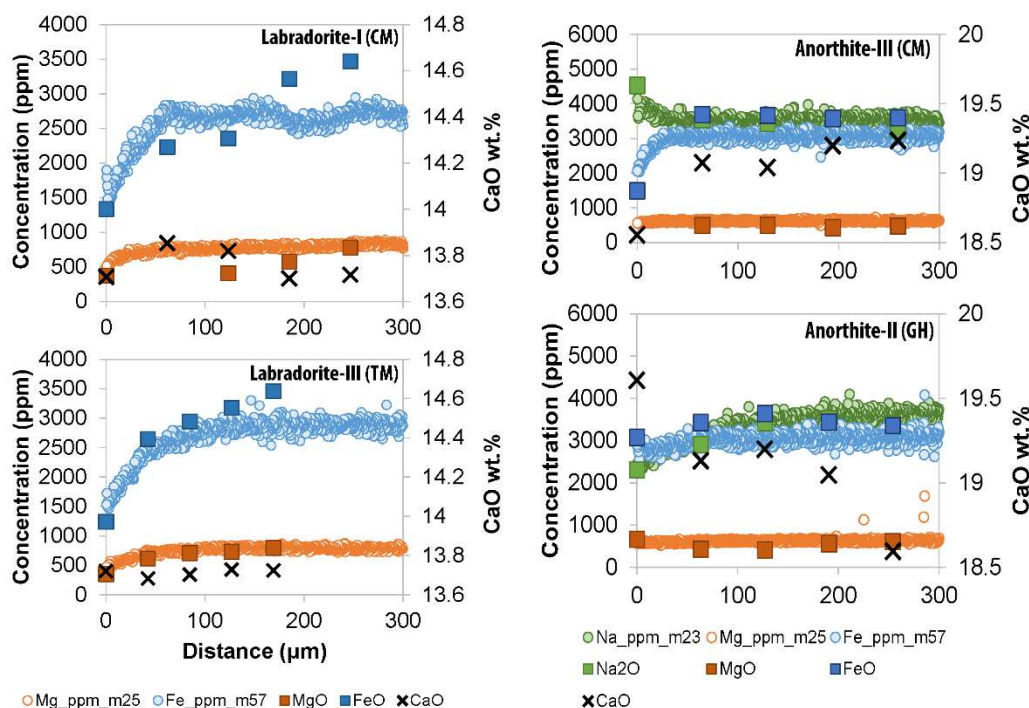 Labradorite-I (CM)
Concentration (ppm)
4000
3500
3000
2500
2000
1500
1000
500
0
14.8
14.6
14.4
14.2
14
13.8
13.6
CaO wt.%
0 100 200 300
Anorthite-III (CM)
Concentration (ppm)
6000
5000
4000
3000
2000
1000
0
20
19.5
19
18.5
CaO wt.%
0 100 200 300
Labradorite-III (TM)
Concentration (ppm)
4000
3500
3000
2500
2000
1500
1000
500
0
14.8
14.6
14.4
14.2
14
13.8
13.6
CaO wt.%
0 100 200 300
Distance (µm)
Mg_ppm_m25 Fe_ppm_m57 MgO FeO CaO
Anorthite-II (GH)
Concentration (ppm)
6000
5000
4000
3000
2000
1000
0
20
19.5
19
18.5
CaO wt.%
0 100 200 300
Na_ppm_m23 Mg_ppm_m25 Fe_ppm_m57
Na2O MgO FeO
CaO